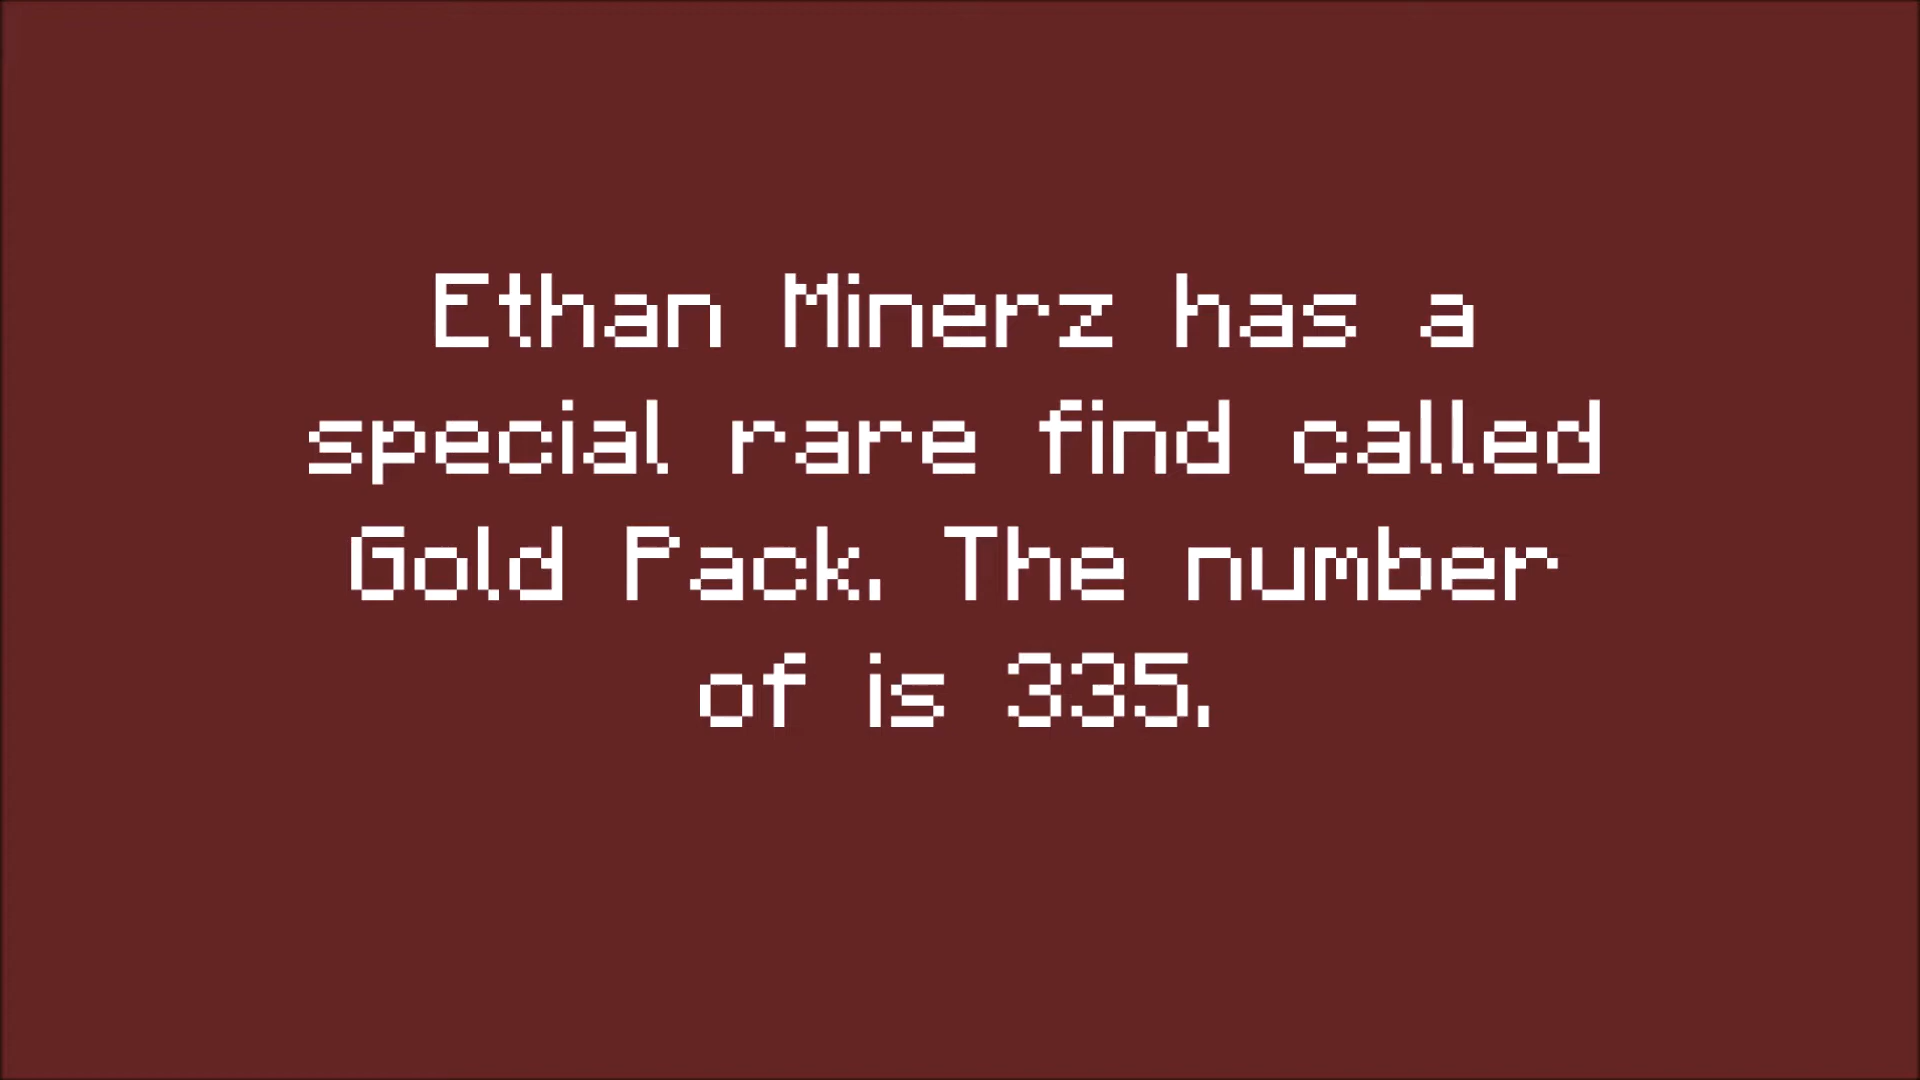 Ethan Minerz has a
special rare find called
Gold Pack. The number
of is 335.